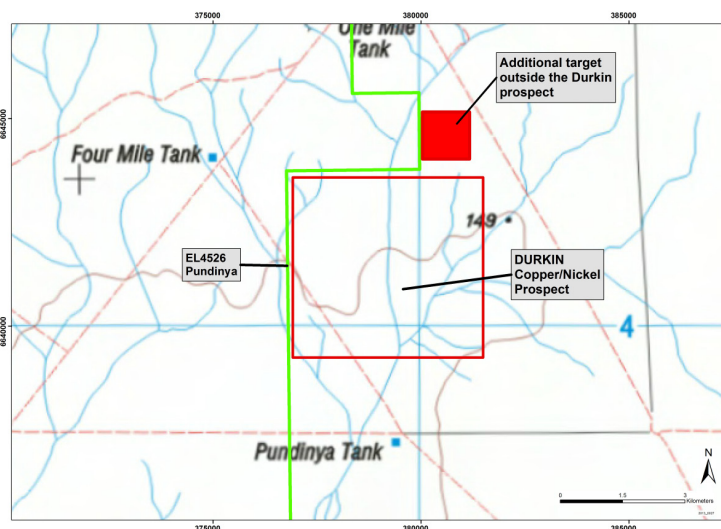 375000 380000 385000
One Mile
Tank
Additional target
outside the Durkin
prospect
6645000
Four Mile Tank
149
EL4526
Pundinya
DURKIN
Copper/Nickel
Prospect
6640000
4
Pundinya Tank
N
0 1.5 3
Kilometers
375000 380000 385000